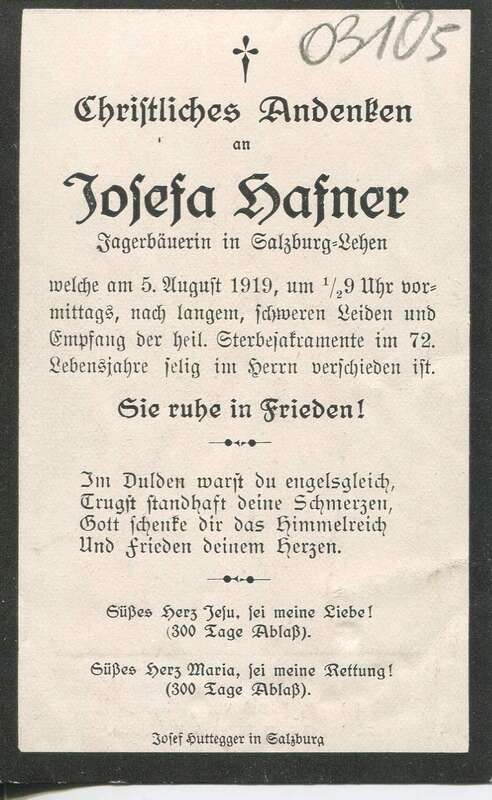 03105
Christliches Andenken
an
Josefa Hafner
Jagerbäuerin in Salzburg-Lehen
welche am 5. August 1919, um 1/2 9 Uhr vor-
mittags, nach langem, schweren Leiden und
Empfang der heil. Sterbesakramente im 72.
Lebensjahre selig im Herrn verschieden ist.
Sie ruhe in Frieden!
Im Dulden warst du engelsgleich,
Trugst standhaft deine Schmerzen,
Gott schenke dir das Himmelreich
Und Frieden deinem Herzen.
Süßes Herz Jesu, sei meine Liebe!
(300 Tage Ablaß).
Süßes Herz Maria, sei meine Rettung!
(300 Tage Ablaß).
Josef Huttegger in Salzburg